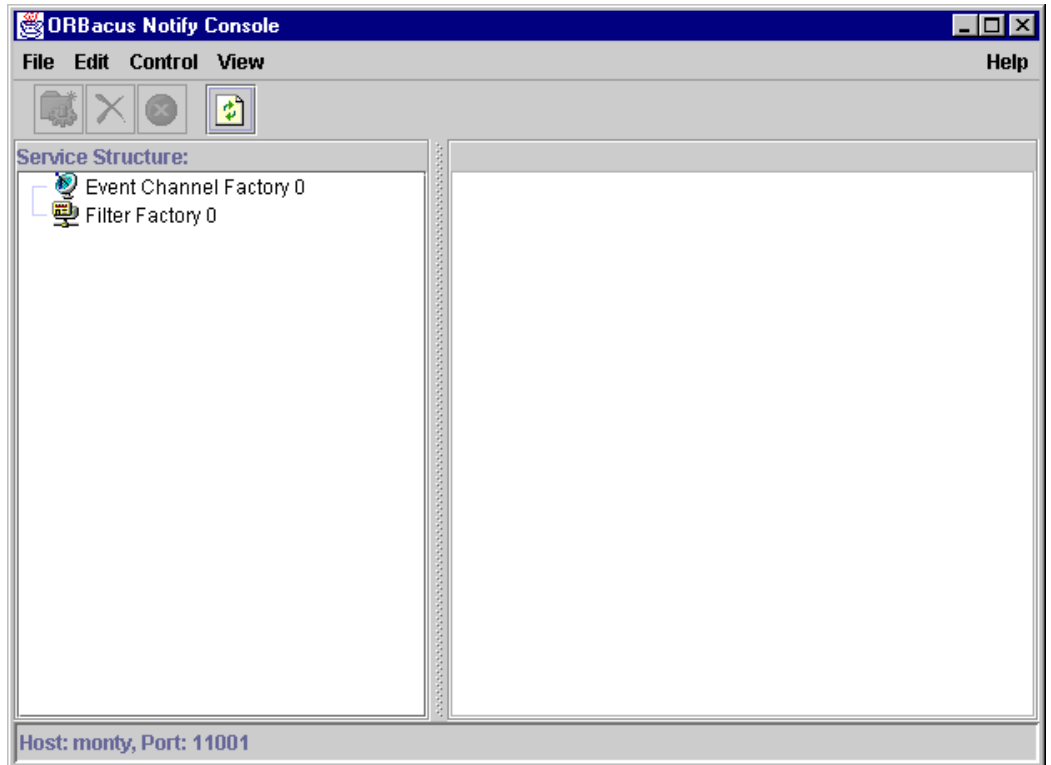 ORBacus Notify Console
File Edit Control View Help
Service Structure:
Event Channel Factory 0
Filter Factory 0
Host: monty, Port: 11001